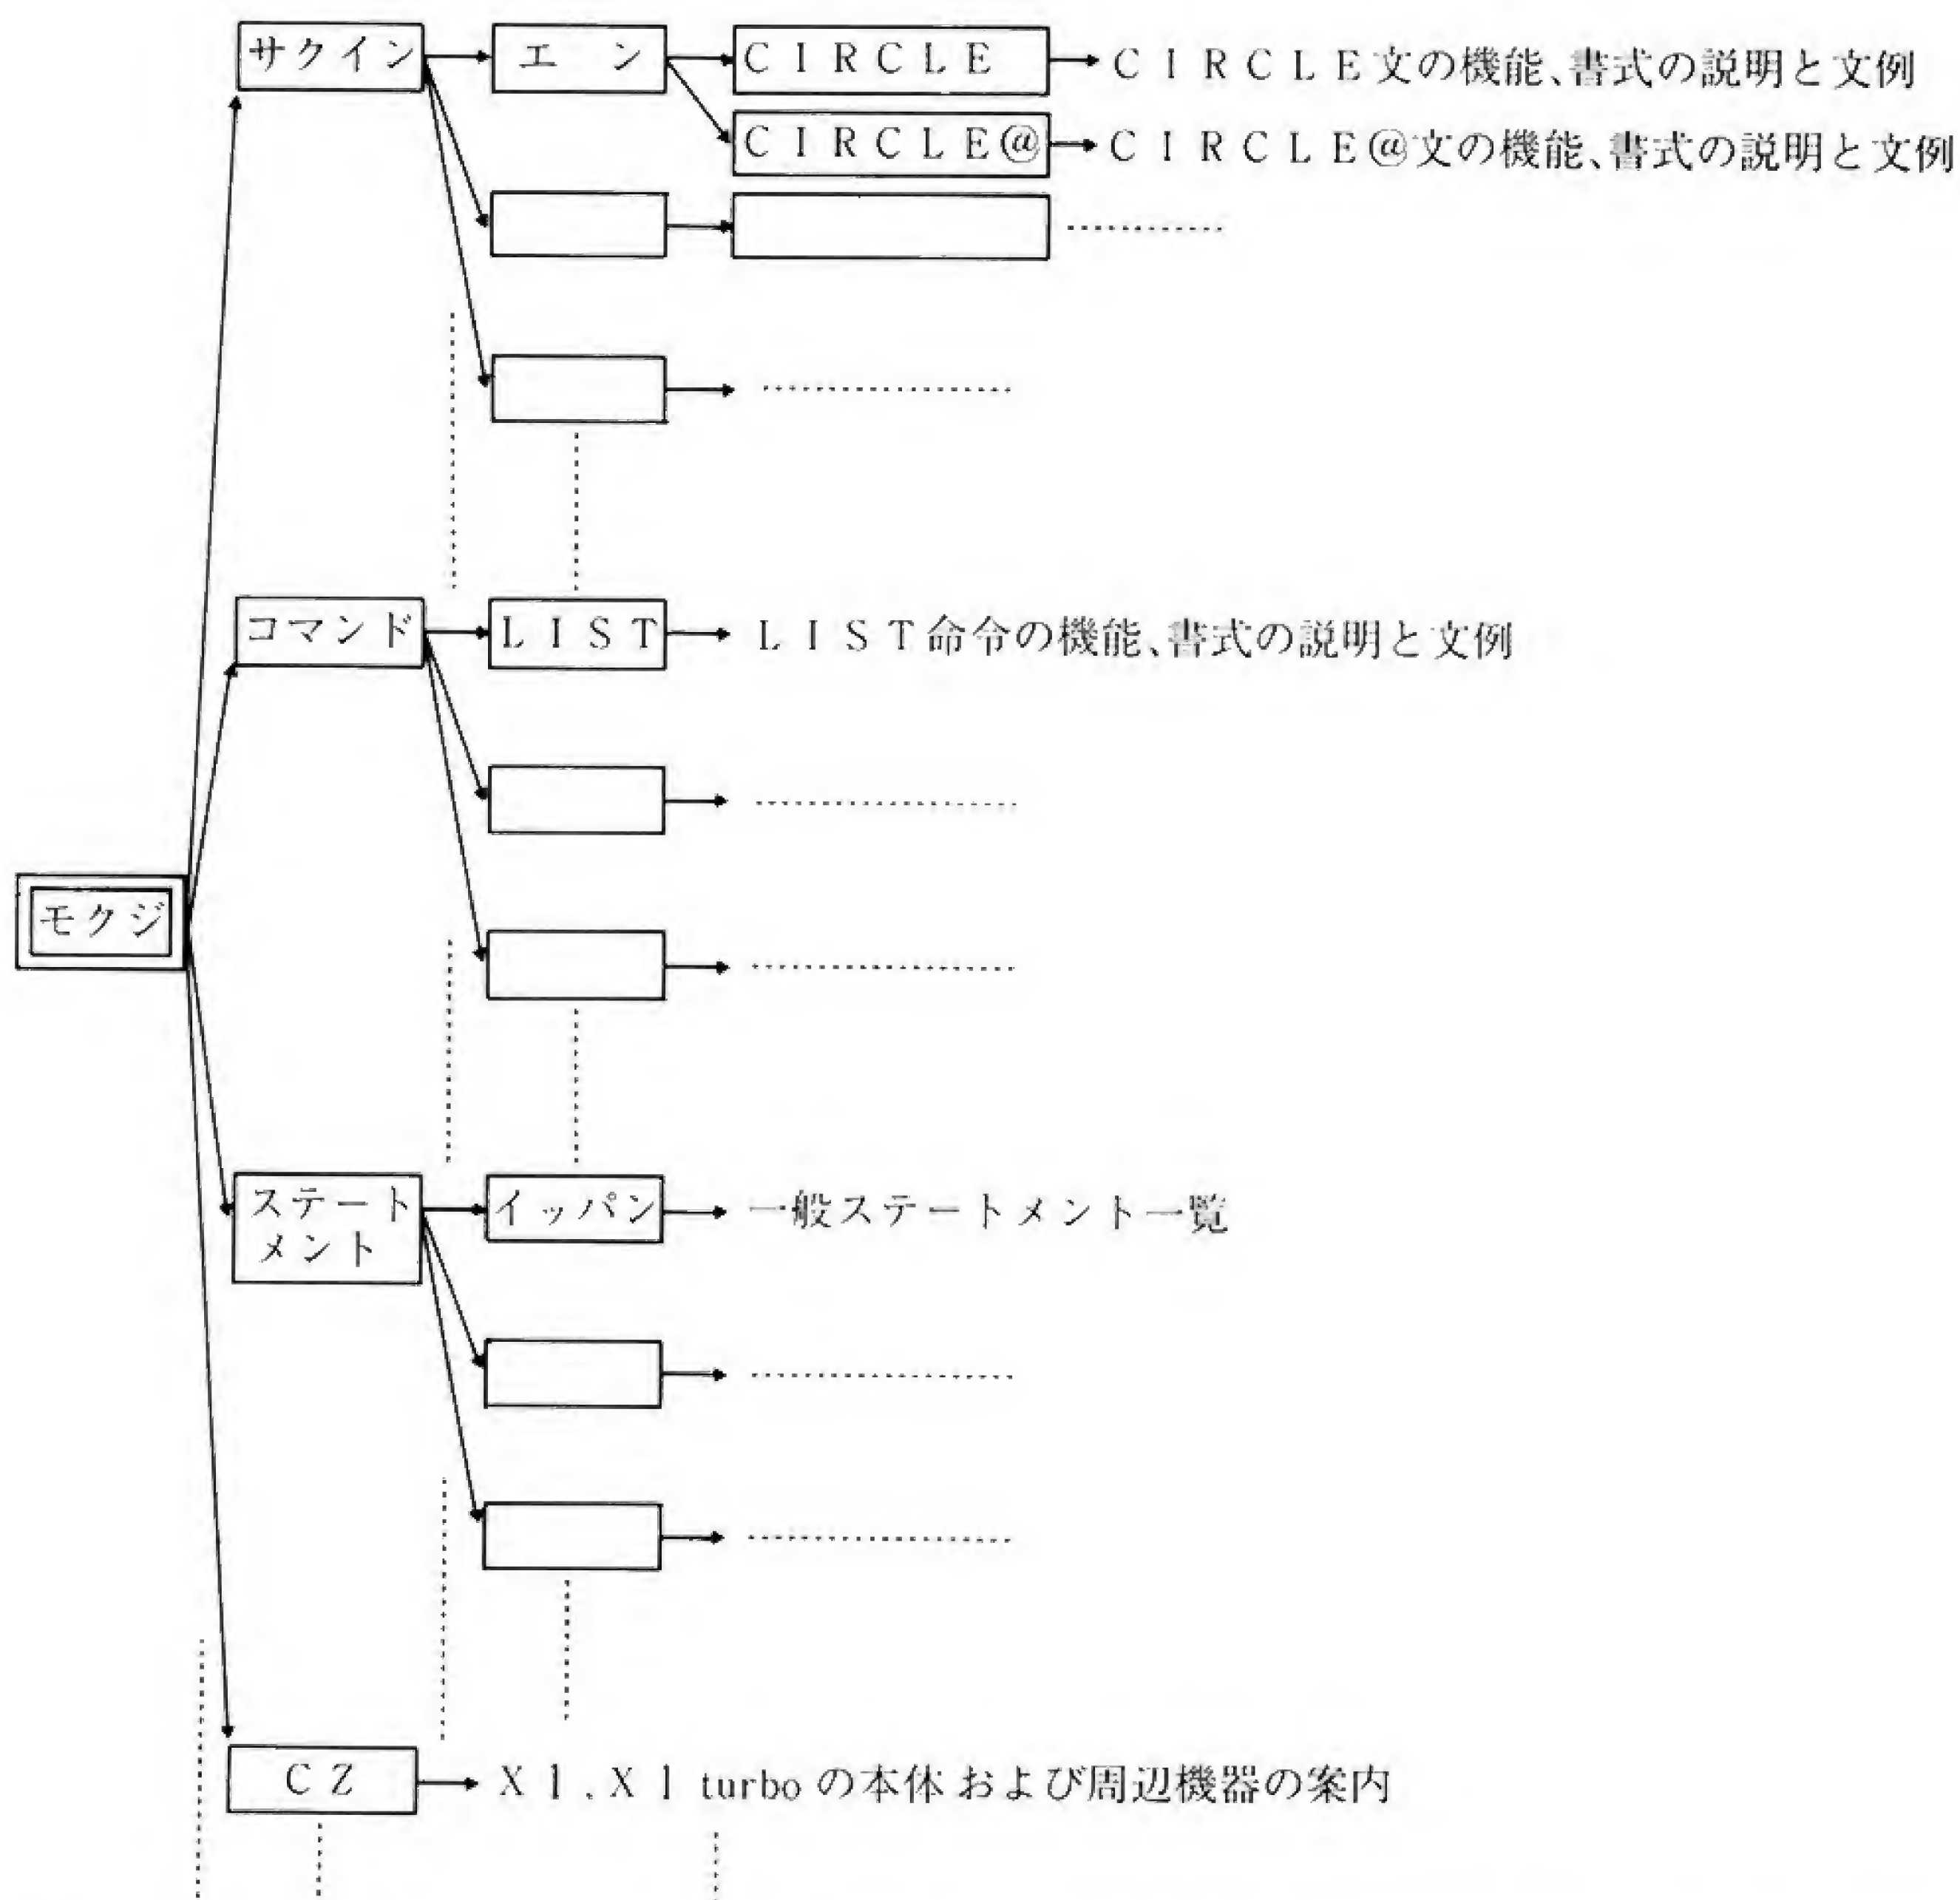 サクイン
エン
CIRCLE
CIRCLE文の機能、書式の説明と文例
CIRCLE@
CIRCLE@文の機能、書式の説明と文例
コマンド
LIST
LIST命令の機能、書式の説明と文例
モクジ
ステート
メント
イッパン
一般ステートメント一覧
CZ
X1,X1 turboの本体および周辺機器の案内